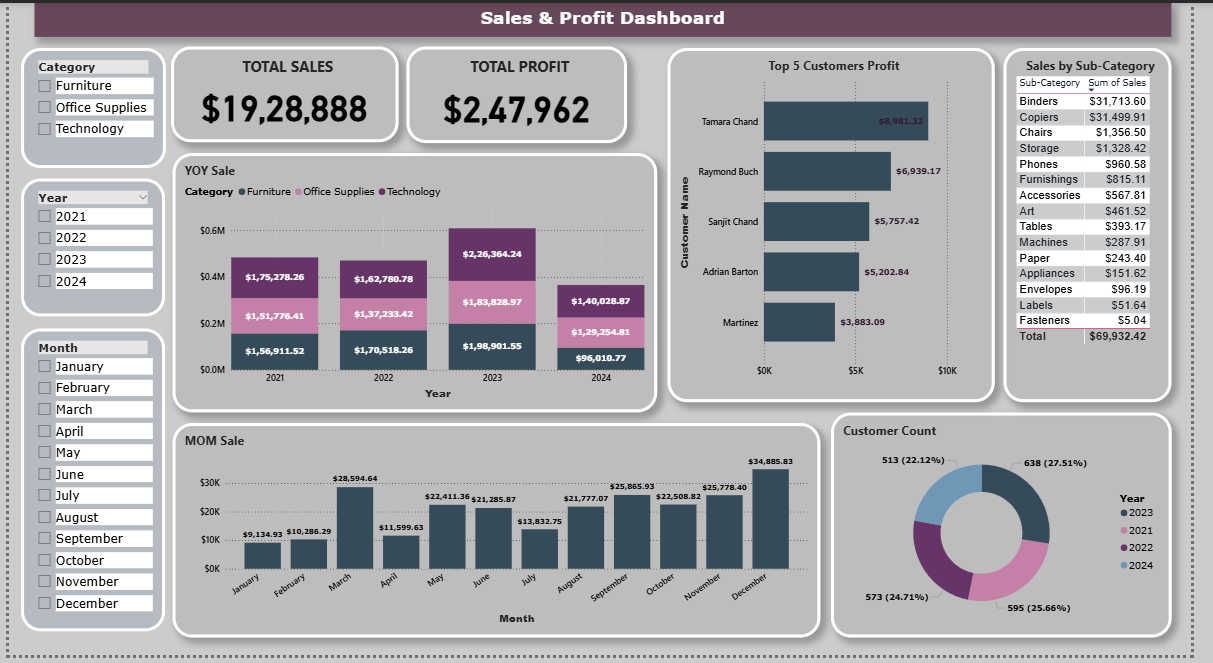 Sales & Profit Dashboard
Category
Furniture
Office Supplies
Technology
Year
2021
2022
2023
2024
Month
January
February
March
April
May
June
July
August
September
October
November
December
TOTAL SALES
$19,28,888
TOTAL PROFIT
$2,47,962
YOY Sale
Category Furniture Office Supplies Technology
$0.6M
$0.4M
$0.2M
$0.0M
$1,75,278.26
$1,51,776.41
$1,56,911.52
$1,62,780.78
$1,37,233.42
$1,70,518.26
$2,26,364.24
$1,83,828.97
$1,98,901.55
$1,40,028.87
$1,29,254.81
$96,010.77
2021 2022 2023 2024
Year
Top 5 Customers Profit
Customer Name
Tamara Chand $8,981.32
Raymond Buch $6,939.17
Sanjit Chand $5,757.42
Adrian Barton $5,202.84
Martinez $3,883.09
$0K $5K $10K
Sales by Sub-Category
Sub-Category Sum of Sales
Binders $31,713.60
Copiers $31,499.91
Chairs $1,356.50
Storage $1,328.42
Phones $960.58
Furnishings $815.11
Accessories $567.81
Art $461.52
Tables $393.17
Machines $287.91
Paper $243.40
Appliances $151.62
Envelopes $96.19
Labels $51.64
Fasteners $5.04
Total $69,932.42
MOM Sale
$30K
$20K
$10K
$0K
$9,134.93 $10,286.29 $28,594.64 $11,599.63 $22,411.36 $21,285.87 $13,832.75 $21,777.07 $25,865.93 $22,508.82 $25,778.40 $34,885.83
January February March April May June July August September October November December
Month
Customer Count
513 (22.12%)
638 (27.51%)
573 (24.71%)
595 (25.66%)
Year
2023
2021
2022
2024